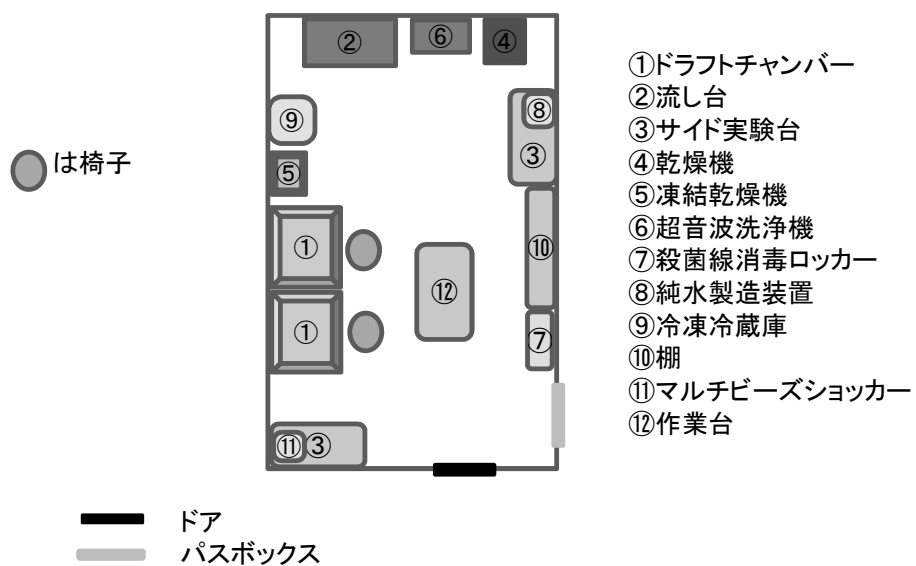 ② ⑥ ④
⑨ ⑧
⑤ ③
① ⑩
⑫
① ⑦
⑪ ③
は椅子
①ドラフトチャンバー
②流し台
③サイド実験台
④乾燥機
⑤凍結乾燥機
⑥超音波洗浄機
⑦殺菌線消毒ロッカー
⑧純水製造装置
⑨冷凍冷蔵庫
⑩棚
⑪マルチビーズショッカー
⑫作業台
ドア
パスボックス